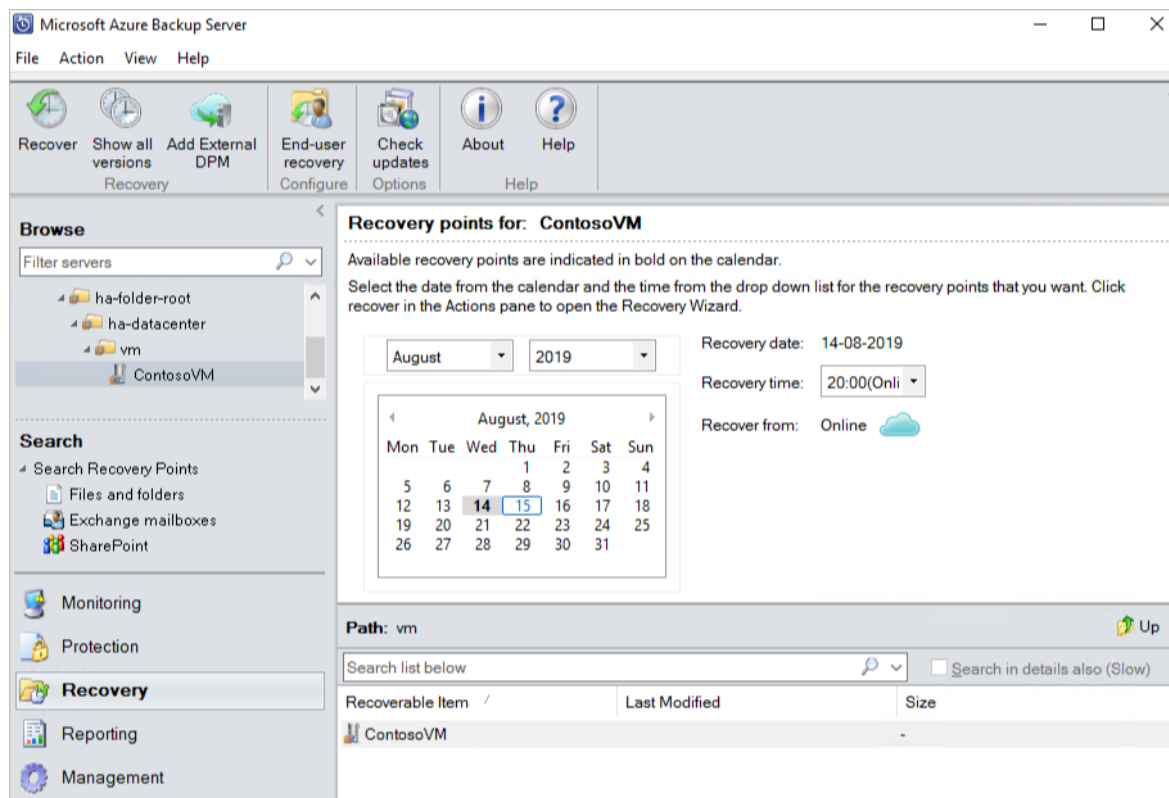 Microsoft Azure Backup Server
File Action View Help
Recover
Show all versions
Add External DPM
Recovery
End-user recovery
Configure
Check updates
Options
About
Help
Help
Browse
Filter servers
ha-folder-root
ha-datacenter
vm
ContosoVM
Search
Search Recovery Points
Files and folders
Exchange mailboxes
SharePoint
Monitoring
Protection
Recovery
Reporting
Management
Recovery points for: ContosoVM
Available recovery points are indicated in bold on the calendar.
Select the date from the calendar and the time from the drop down list for the recovery points that you want. Click
recover in the Actions pane to open the Recovery Wizard.
August 2019
August, 2019
Mon Tue Wed Thu Fri Sat Sun
1 2 3 4
5 6 7 8 9 10 11
12 13 14 15 16 17 18
19 20 21 22 23 24 25
26 27 28 29 30 31
Recovery date: 14-08-2019
Recovery time: 20:00(Onli
Recover from: Online
Path: vm
Up
Search list below
Search in details also (Slow)
Recoverable Item Last Modified Size
ContosoVM -